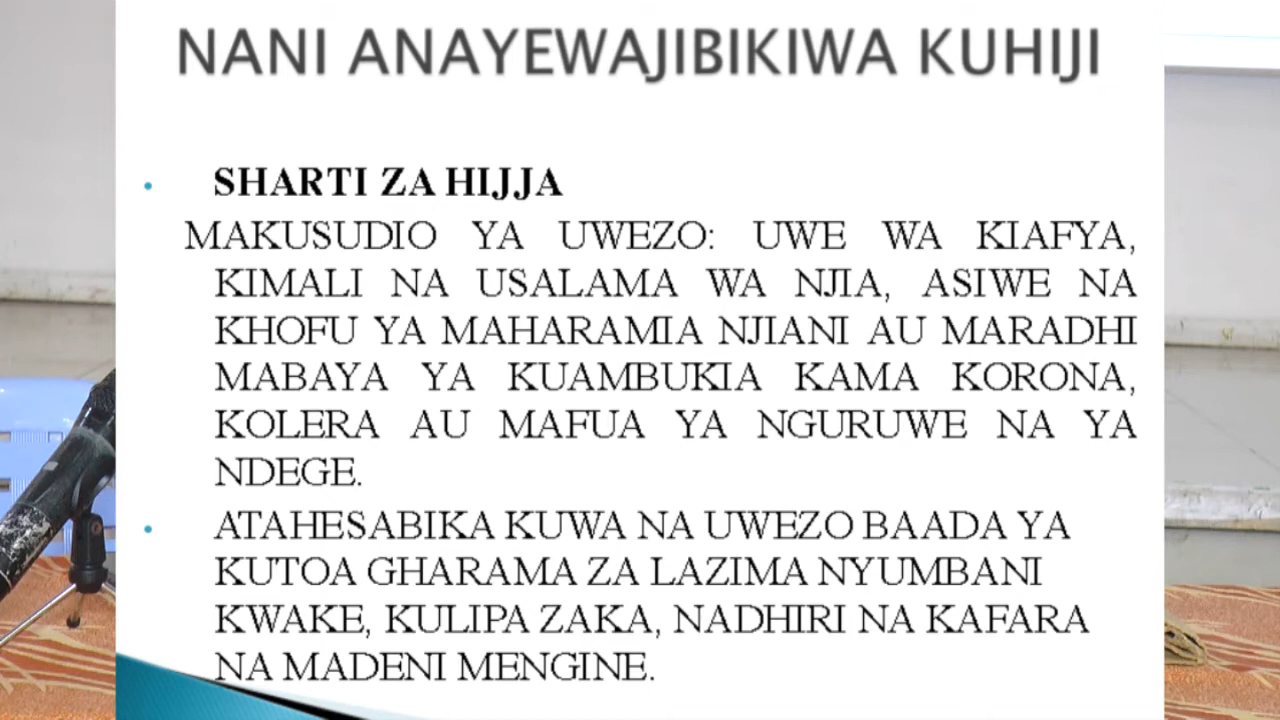 NANI ANAYEWAJIBIKIWA KUHIJI
• SHARTI ZA HIJJA
MAKUSUDIO YA UWEZO: UWE WA KIAFYA,
KIMALI NA USALAMA WA NJIA, ASIWE NA
KHOFU YA MAHARAMIA NJIANI AU MARADHI
MABAYA YA KUAMBUKIA KAMA KORONA,
KOLERA AU MAFUA YA NGURUWE NA YA
NDEGE.
• ATAHESABIKA KUWA NA UWEZO BAADA YA
KUTOA GHARAMA ZA LAZIMA NYUMBANI
KWAKE, KULIPA ZAKA, NADHIRI NA KAFARA
NA MADENI MENGINE.